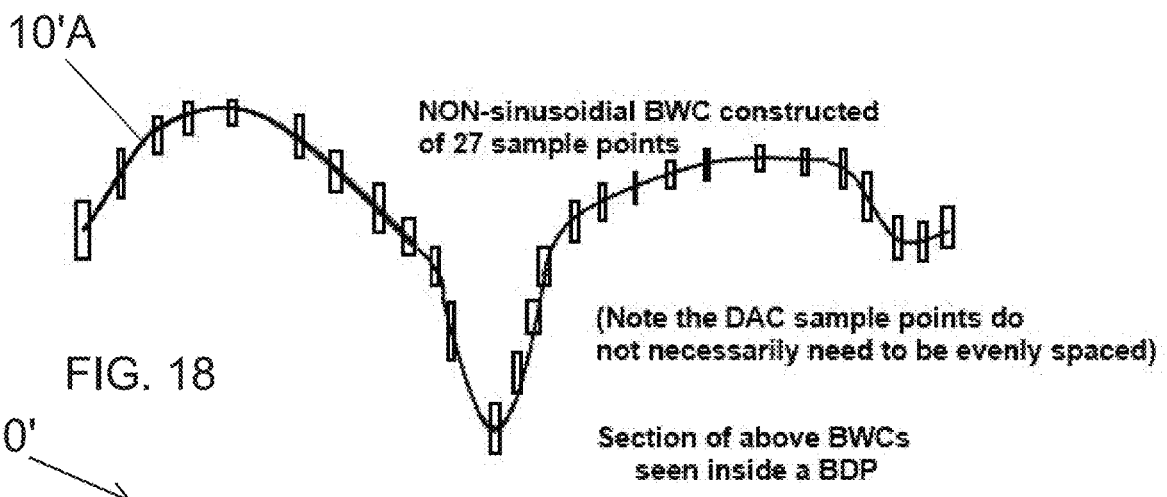 10'A
NON-sinusoidial BWC constructed
of 27 sample points
(Note the DAC sample points do
not necessarily need to be evenly spaced)
FIG. 18
0'
Section of above BWCs
seen inside a BDP